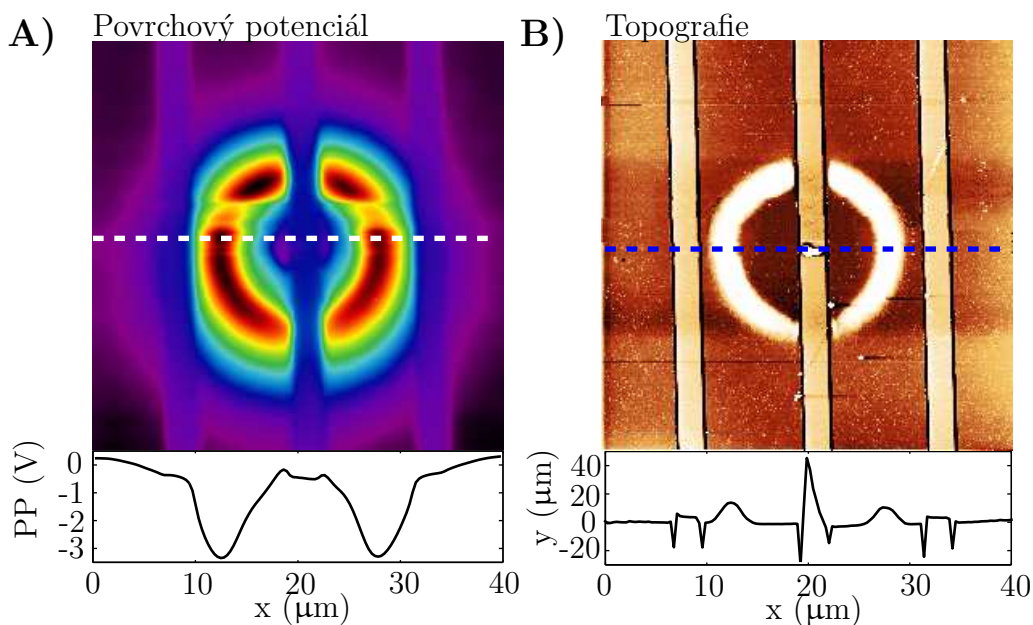 A) Povrchový potenciál
B) Topografie
PP (V)
0
-1
-2
-3
0 10 20 30 40
x (μm)
y (μm)
40
20
0
-20
0 10 20 30 40
x (μm)